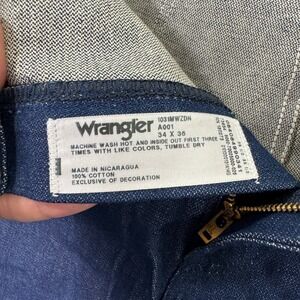 Wrangler
1031MWZDN
A001
34 X 36
MACHINE WASH HOT AND INSIDE OUT FIRST THREE
TIMES WITH LIKE COLORS, TUMBLE DRY
MADE IN NICARAGUA
100% COTTON
EXCLUSIVE OF DECORATION